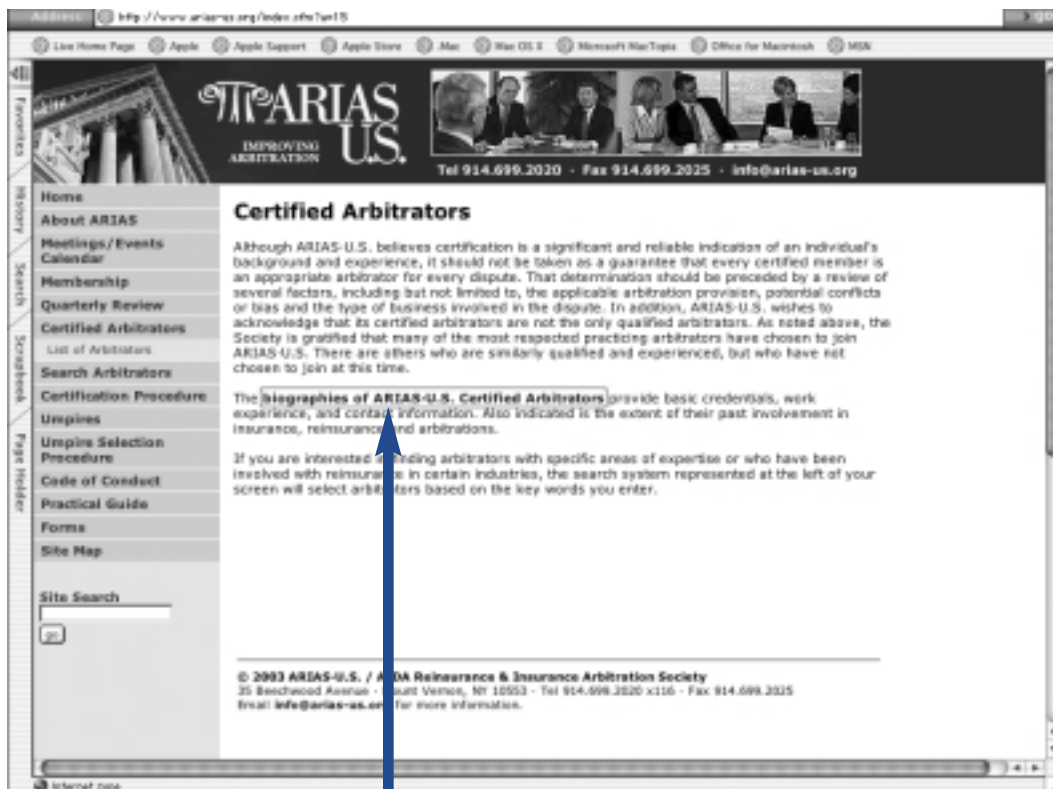 Address http://www.arias-us.org/index.cfm?a=15 go
Live Home Page Apple Apple Support Apple Store .Mac Mac OS X Microsoft MacTopia Office for Macintosh MSN
Favorites
History
Search
Scrapbook
Page Holder
ARIAS
U.S.
IMPROVING
ARBITRATION
Tel 914.699.2020 · Fax 914.699.2025 · info@arias-us.org
Home
About ARIAS
Meetings/Events
Calendar
Membership
Quarterly Review
Certified Arbitrators
List of Arbitrators
Search Arbitrators
Certification Procedure
Umpires
Umpire Selection
Procedure
Code of Conduct
Practical Guide
Forms
Site Map
Site Search
go
Certified Arbitrators
Although ARIAS-U.S. believes certification is a significant and reliable indication of an individual's
background and experience, it should not be taken as a guarantee that every certified member is
an appropriate arbitrator for every dispute. That determination should be preceded by a review of
several factors, including but not limited to, the applicable arbitration provision, potential conflicts
or bias and the type of business involved in the dispute. In addition, ARIAS-U.S. wishes to
acknowledge that its certified arbitrators are not the only qualified arbitrators. As noted above, the
Society is gratified that many of the most respected practicing arbitrators have chosen to join
ARIAS-U.S. There are others who are similarly qualified and experienced, but who have not
chosen to join at this time.
The biographies of ARIAS-U.S. Certified Arbitrators provide basic credentials, work
experience, and contact information. Also indicated is the extent of their past involvement in
insurance, reinsurance and arbitrations.
If you are interested in finding arbitrators with specific areas of expertise or who have been
involved with reinsurance in certain industries, the search system represented at the left of your
screen will select arbitrators based on the key words you enter.
© 2003 ARIAS-U.S. / AIDA Reinsurance & Insurance Arbitration Society
35 Beechwood Avenue - Mount Vernon, NY 10553 - Tel 914.699.2020 x116 - Fax 914.699.2025
Email info@arias-us.org for more information.
Internet zone